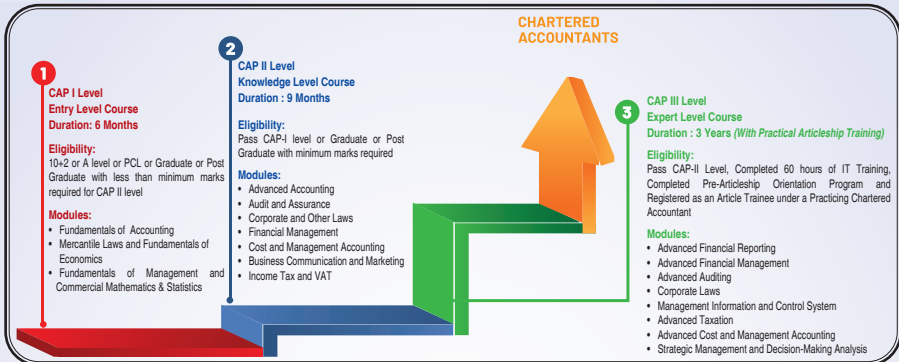 CHARTERED
ACCOUNTANTS
1
CAP I Level
Entry Level Course
Duration: 6 Months
Eligibility:
10+2 or A level or PCL or Graduate or Post
Graduate with less than minimum marks
required for CAP II level
Modules:
• Fundamentals of Accounting
• Mercantile Laws and Fundamentals of
Economics
• Fundamentals of Management and
Commercial Mathematics & Statistics
2
CAP II Level
Knowledge Level Course
Duration : 9 Months
Eligibility:
Pass CAP-I level or Graduate or Post
Graduate with minimum marks required
Modules:
• Advanced Accounting
• Audit and Assurance
• Corporate and Other Laws
• Financial Management
• Cost and Management Accounting
• Business Communication and Marketing
• Income Tax and VAT
3
CAP III Level
Expert Level Course
Duration : 3 Years (With Practical Articleship Training)
Eligibility:
Pass CAP-II Level, Completed 60 hours of IT Training,
Completed Pre-Articleship Orientation Program and
Registered as an Article Trainee under a Practicing Chartered
Accountant
Modules:
• Advanced Financial Reporting
• Advanced Financial Management
• Advanced Auditing
• Corporate Laws
• Management Information and Control System
• Advanced Taxation
• Advanced Cost and Management Accounting
• Strategic Management and Decision-Making Analysis